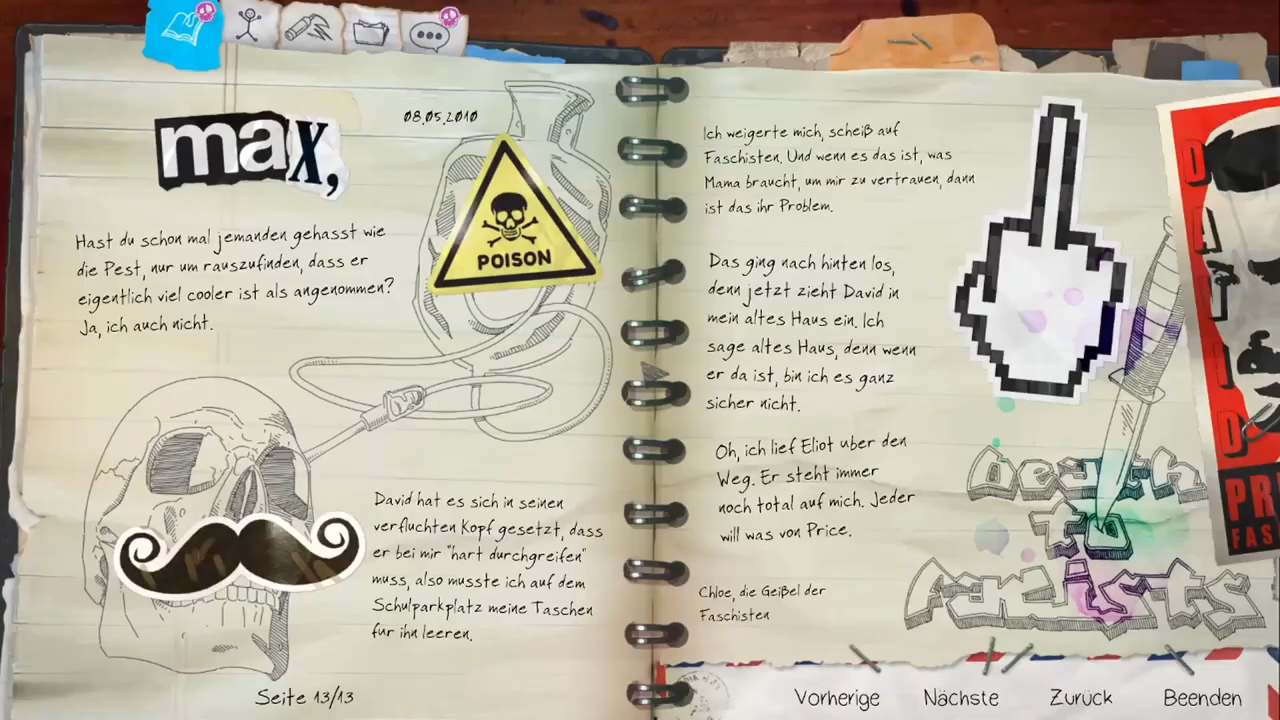 max,
08.05.2010
Hast du schon mal jemanden gehasst wie
die Pest, nur um rauszufinden, dass er
eigentlich viel cooler ist als angenommen?
Ja, ich auch nicht.
POISON
David hat es sich in seinen
verfluchten Kopf gesetzt, dass
er bei mir "hart durchgreifen"
muss, also musste ich auf dem
Schulparkplatz meine Taschen
fur ihn leeren.
Seite 13/13
Ich weigerte mich, scheiß auf
Faschisten. Und wenn es das ist, was
Mama braucht, um mir zu vertrauen, dann
ist das ihr Problem.
Das ging nach hinten los,
denn jetzt zieht David in
mein altes Haus ein. Ich
sage altes Haus, denn wenn
er da ist, bin ich es ganz
sicher nicht.
Oh, ich lief Eliot uber den
Weg. Er steht immer
noch total auf mich. Jeder
will was von Price.
Chloe, die Geißel der
Faschisten
Death
To
DAVID
PRI
FAS
Vorherige
Nächste
Zurück
Beenden